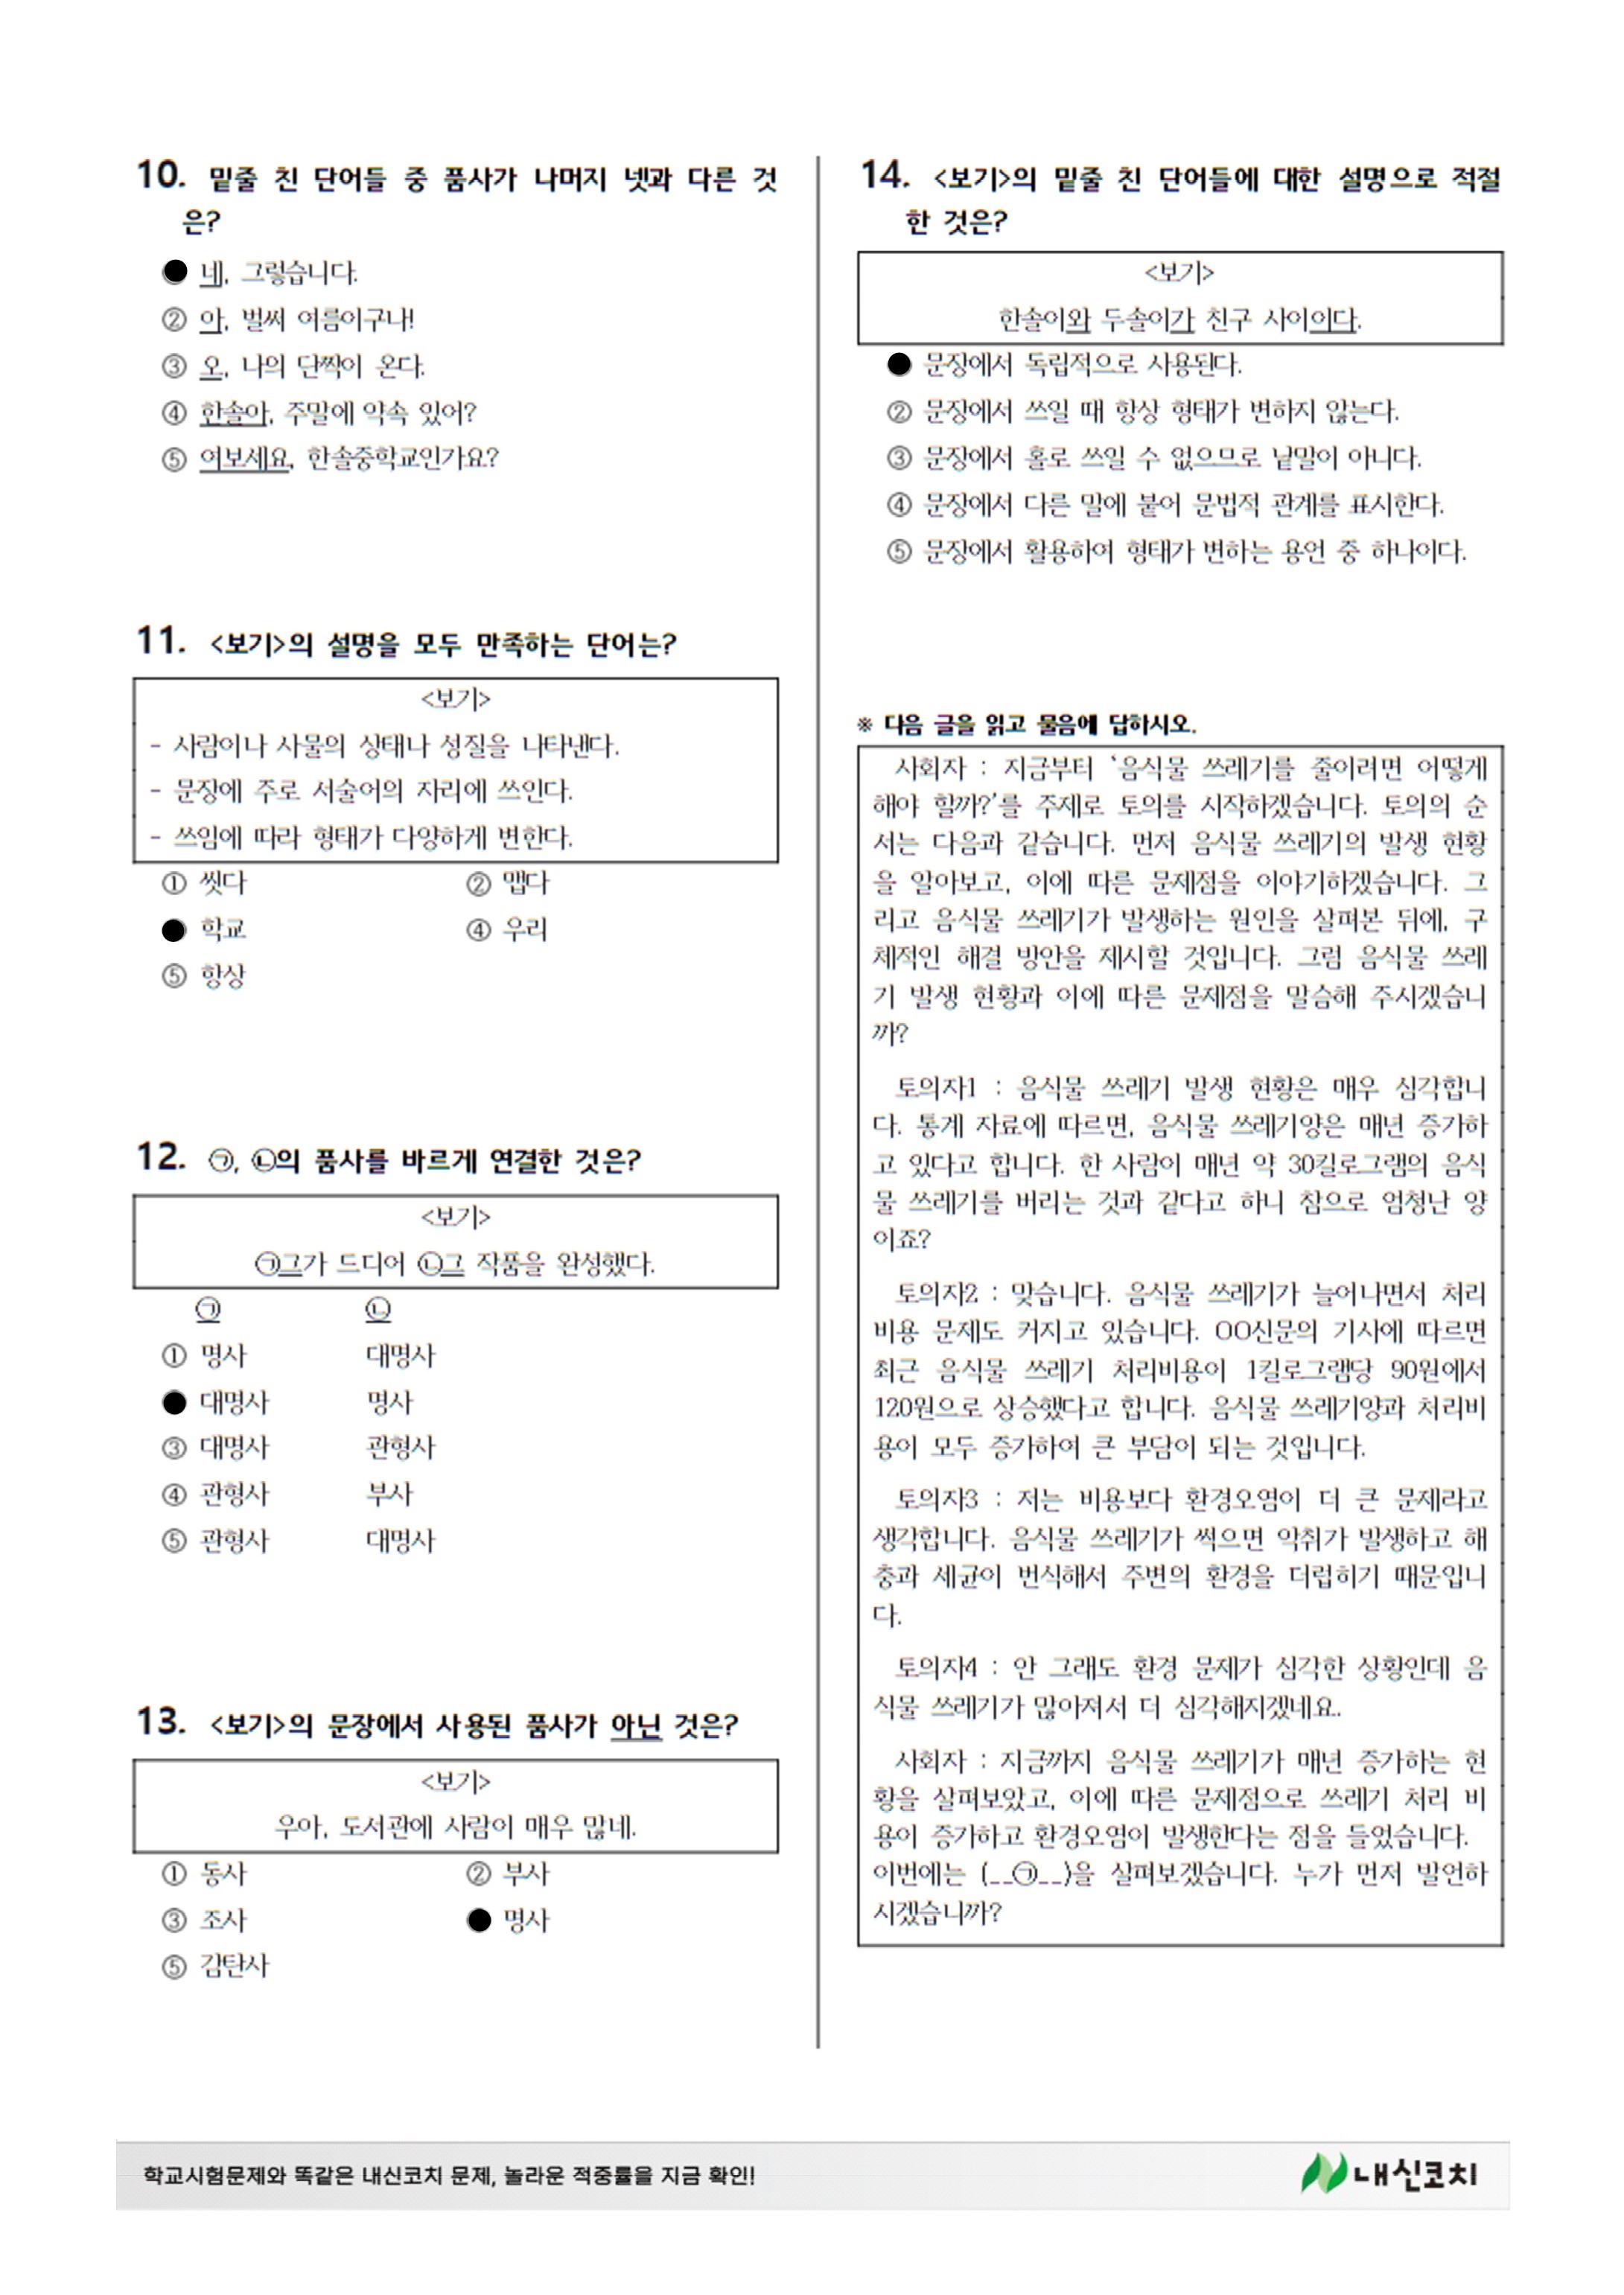 10. 밑줄 친 단어들 중 품사가 나머지 넷과 다른 것
은?
● 네, 그렇습니다.
② 아, 벌써 여름이구나!
③ 오, 나의 단짝이 온다.
④ 한솔아, 주말에 약속 있어?
⑤ 여보세요, 한솔중학교인가요?
11. <보기>의 설명을 모두 만족하는 단어는?
<보기>
- 사람이나 사물의 상태나 성질을 나타낸다.
- 문장에 주로 서술어의 자리에 쓰인다.
- 쓰임에 따라 형태가 다양하게 변한다.
① 씻다 ② 맵다
● 학교 ④ 우리
⑤ 항상
12. ㉠, ㉡의 품사를 바르게 연결한 것은?
<보기>
㉠그가 드디어 ㉡그 작품을 완성했다.
㉠ ㉡
① 명사 대명사
● 대명사 명사
③ 대명사 관형사
④ 관형사 부사
⑤ 관형사 대명사
13. <보기>의 문장에서 사용된 품사가 아닌 것은?
<보기>
우아, 도서관에 사람이 매우 많네.
① 동사 ② 부사
③ 조사 ● 명사
⑤ 감탄사
14. <보기>의 밑줄 친 단어들에 대한 설명으로 적절
한 것은?
<보기>
한솔이와 두솔이가 친구 사이이다.
● 문장에서 독립적으로 사용된다.
② 문장에서 쓰일 때 항상 형태가 변하지 않는다.
③ 문장에서 홀로 쓰일 수 없으므로 낱말이 아니다.
④ 문장에서 다른 말에 붙어 문법적 관계를 표시한다.
⑤ 문장에서 활용하여 형태가 변하는 용언 중 하나이다.
※ 다음 글을 읽고 물음에 답하시오.
사회자 : 지금부터 ‘음식물 쓰레기를 줄이려면 어떻게
해야 할까?’를 주제로 토의를 시작하겠습니다. 토의의 순
서는 다음과 같습니다. 먼저 음식물 쓰레기의 발생 현황
을 알아보고, 이에 따른 문제점을 이야기하겠습니다. 그
리고 음식물 쓰레기가 발생하는 원인을 살펴본 뒤에, 구
체적인 해결 방안을 제시할 것입니다. 그럼 음식물 쓰레
기 발생 현황과 이에 따른 문제점을 말씀해 주시겠습니
까?
토의자1 : 음식물 쓰레기 발생 현황은 매우 심각합니
다. 통계 자료에 따르면, 음식물 쓰레기양은 매년 증가하
고 있다고 합니다. 한 사람이 매년 약 30킬로그램의 음식
물 쓰레기를 버리는 것과 같다고 하니 참으로 엄청난 양
이죠?
토의자2 : 맞습니다. 음식물 쓰레기가 늘어나면서 처리
비용 문제도 커지고 있습니다. OO신문의 기사에 따르면
최근 음식물 쓰레기 처리비용이 1킬로그램당 90원에서
120원으로 상승했다고 합니다. 음식물 쓰레기양과 처리비
용이 모두 증가하여 큰 부담이 되는 것입니다.
토의자3 : 저는 비용보다 환경오염이 더 큰 문제라고
생각합니다. 음식물 쓰레기가 썩으면 악취가 발생하고 해
충과 세균이 번식해서 주변의 환경을 더럽히기 때문입니
다.
토의자4 : 안 그래도 환경 문제가 심각한 상황인데 음
식물 쓰레기가 많아져서 더 심각해지겠네요.
사회자 : 지금까지 음식물 쓰레기가 매년 증가하는 현
황을 살펴보았고, 이에 따른 문제점으로 쓰레기 처리 비
용이 증가하고 환경오염이 발생한다는 점을 들었습니다.
이번에는 (__㉠__)을 살펴보겠습니다. 누가 먼저 발언하
시겠습니까?
학교시험문제와 똑같은 내신코치 문제, 놀라운 적중률을 지금 확인!
내신코치